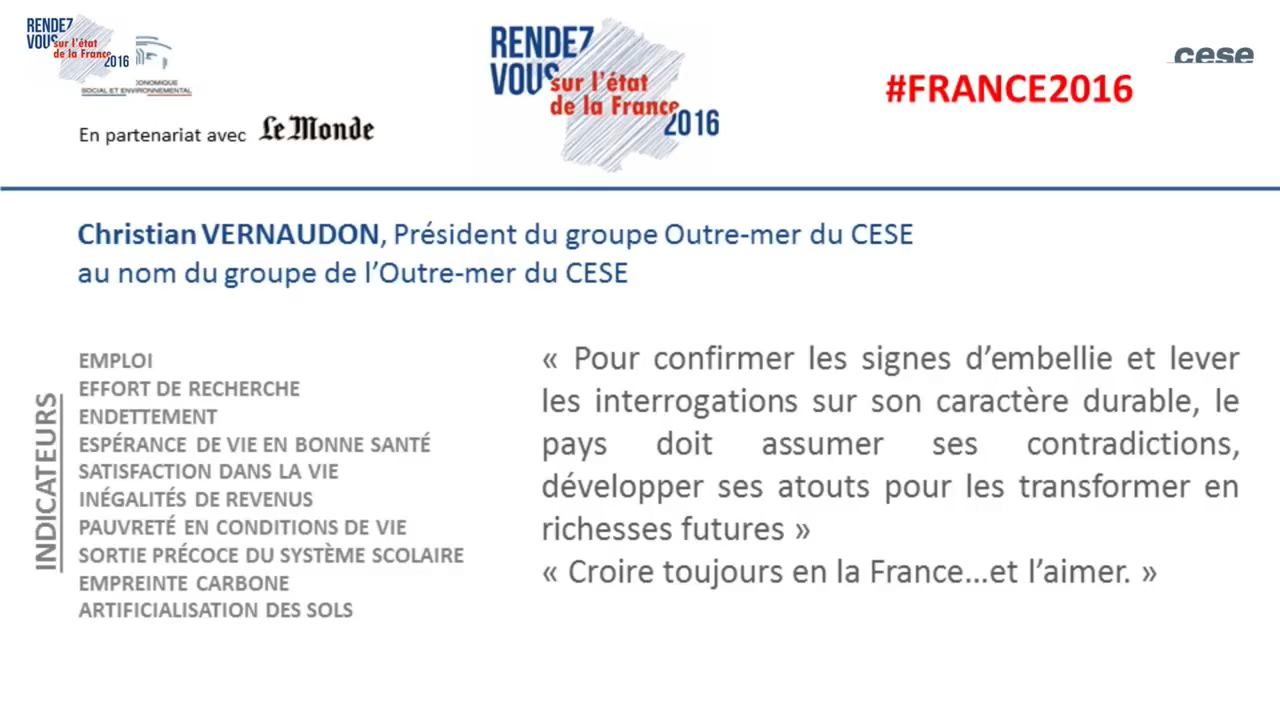 RENDEZ
VOUS sur l'état
de la France
2016
ONOMIQUE
SOCIAL ET ENVIRONNEMENTAL
En partenariat avec Le Monde
RENDEZ
VOUS sur l'état
de la France
2016
#FRANCE2016
cese
Christian VERNAUDON, Président du groupe Outre-mer du CESE
au nom du groupe de l'Outre-mer du CESE
INDICATEURS
EMPLOI
EFFORT DE RECHERCHE
ENDETTEMENT
ESPÉRANCE DE VIE EN BONNE SANTÉ
SATISFACTION DANS LA VIE
INÉGALITÉS DE REVENUS
PAUVRETÉ EN CONDITIONS DE VIE
SORTIE PRÉCOCE DU SYSTÈME SCOLAIRE
EMPREINTE CARBONE
ARTIFICIALISATION DES SOLS
« Pour confirmer les signes d'embellie et lever
les interrogations sur son caractère durable, le
pays doit assumer ses contradictions,
développer ses atouts pour les transformer en
richesses futures »
« Croire toujours en la France...et l'aimer. »